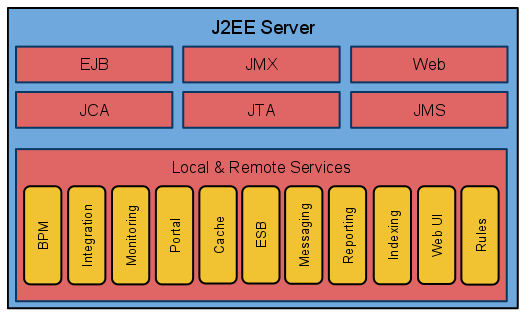 J2EE Server
EJB
JMX
Web
JCA
JTA
JMS
Local & Remote Services
BPM
Integration
Monitoring
Portal
Cache
ESB
Messaging
Reporting
Indexing
Web UI
Rules